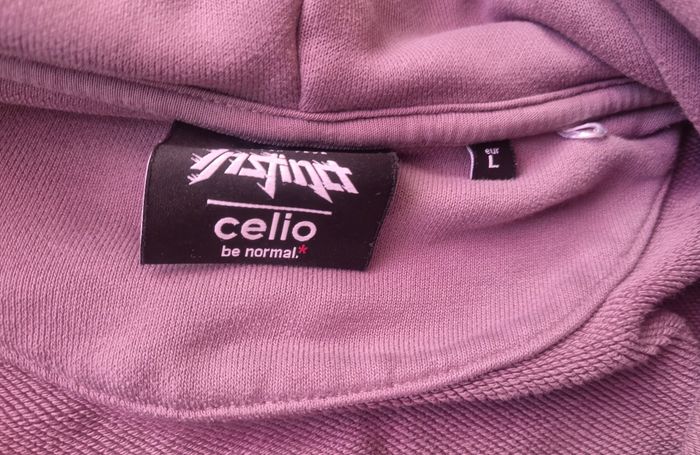 Instinct
celio
be normal.*
eur
L